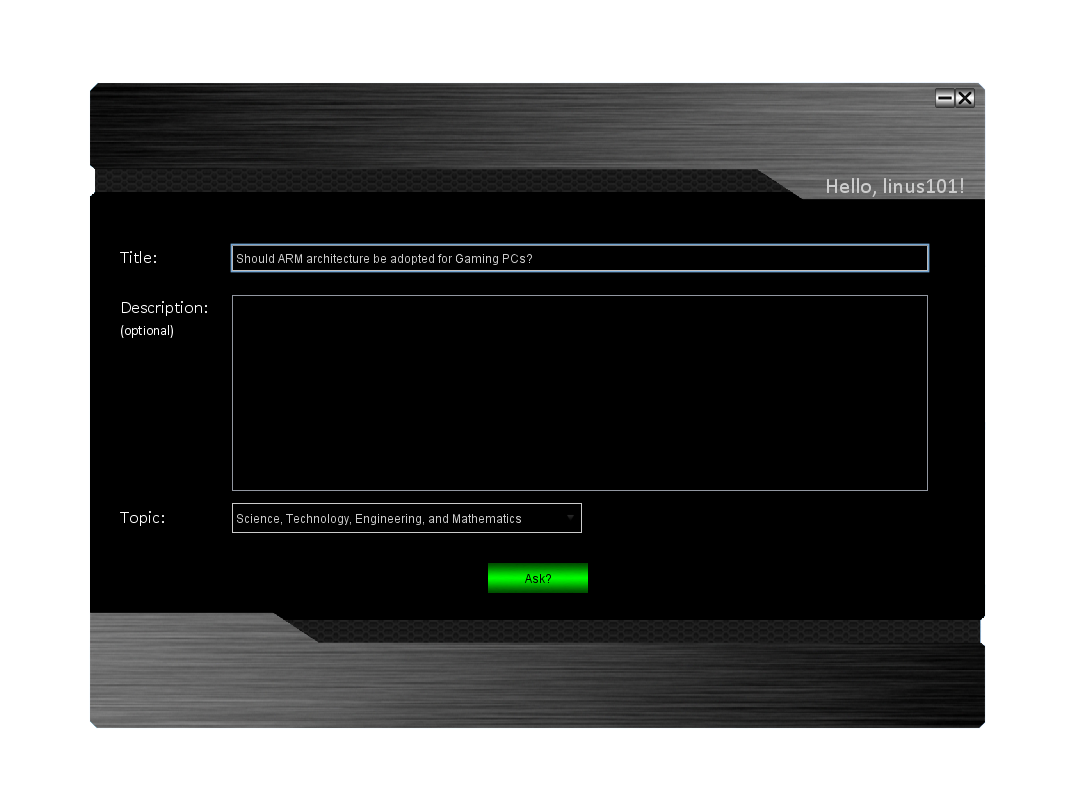 Hello, linus101!
Title:
Should ARM architecture be adopted for Gaming PCs?
Description:
(optional)
Topic:
Science, Technology, Engineering, and Mathematics
Ask?